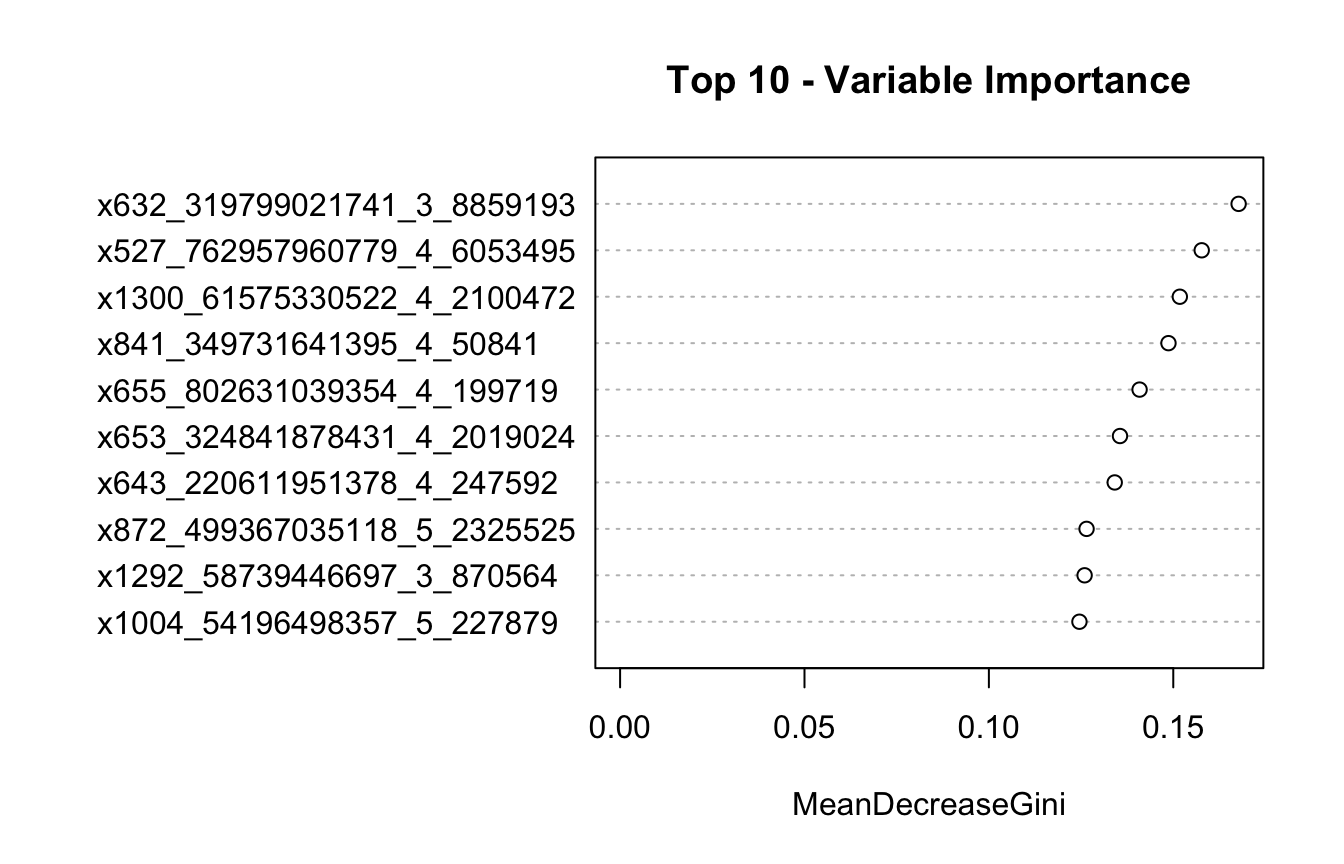 Top 10 - Variable Importance
x632_319799021741_3_8859193
x527_762957960779_4_6053495
x1300_61575330522_4_2100472
x841_349731641395_4_50841
x655_802631039354_4_199719
x653_324841878431_4_2019024
x643_220611951378_4_247592
x872_499367035118_5_2325525
x1292_58739446697_3_870564
x1004_54196498357_5_227879
0.00 0.05 0.10 0.15
MeanDecreaseGini